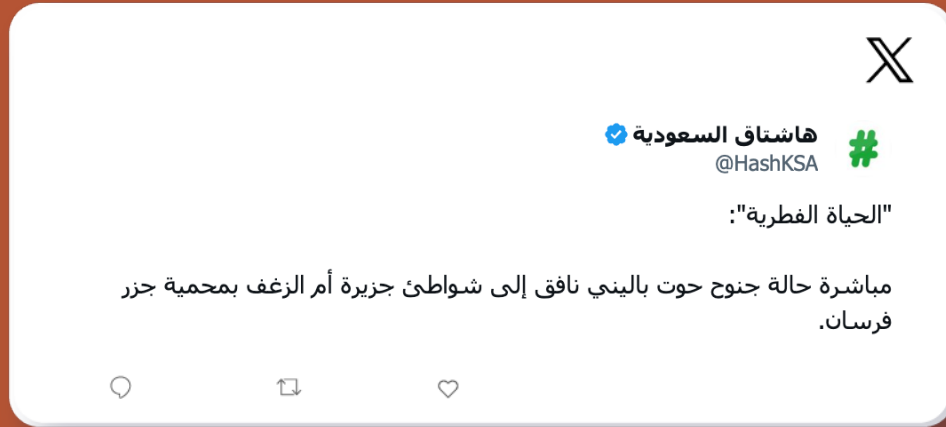 X
هاشتاق السعودية
@HashKSA
"الحياة الفطرية":
مباشرة حالة جنوح حوت باليني نافق إلى شواطئ جزيرة أم الزغف بمحمية جزر
فرسان.